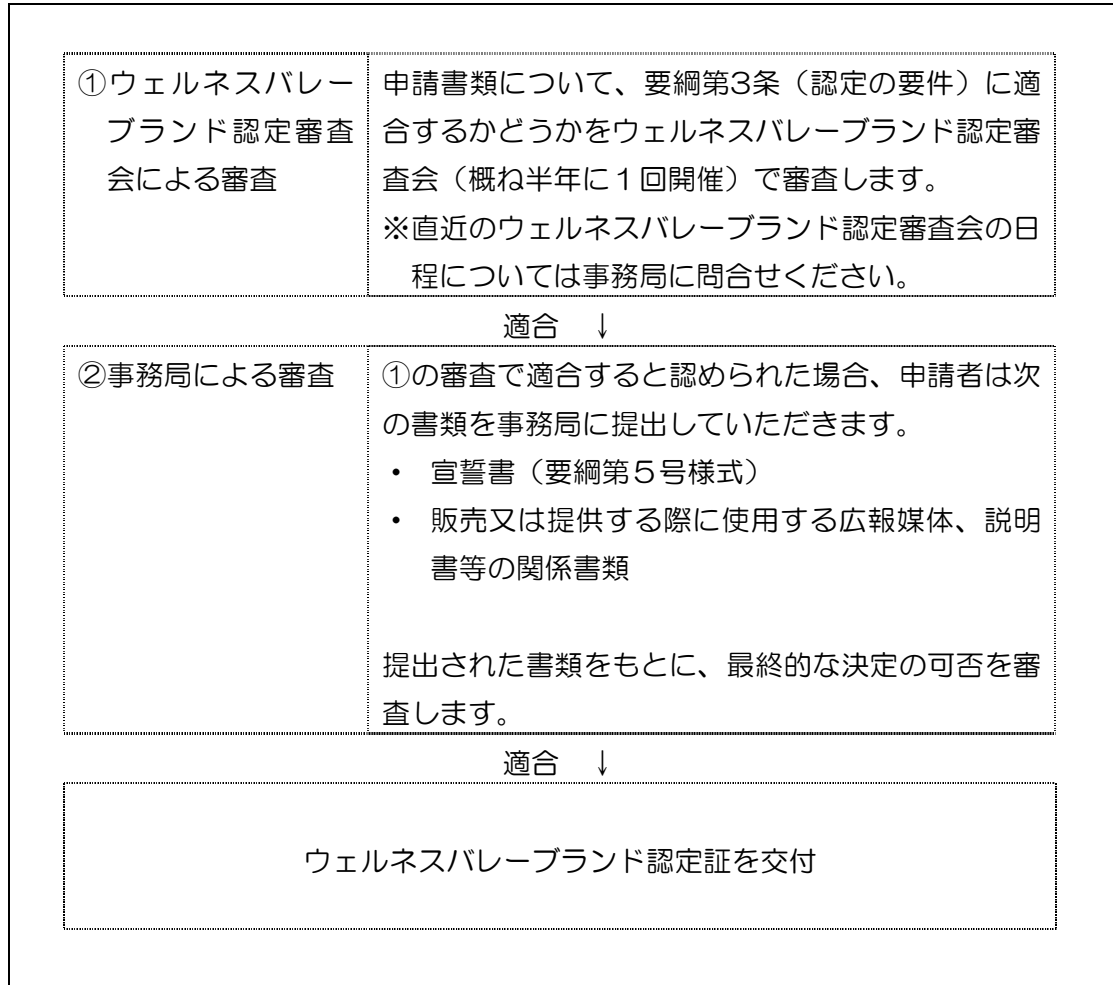 ①ウェルネスバレー
ブランド認定審査
会による審査
申請書類について、要綱第3条（認定の要件）に適
合するかどうかをウェルネスバレーブランド認定審
査会（概ね半年に１回開催）で審査します。
※直近のウェルネスバレーブランド認定審査会の日
程については事務局に問合せください。
適合　↓
②事務局による審査
①の審査で適合すると認められた場合、申請者は次
の書類を事務局に提出していただきます。
・　宣誓書（要綱第５号様式）
・　販売又は提供する際に使用する広報媒体、説明
書等の関係書類
提出された書類をもとに、最終的な決定の可否を審
査します。
適合　↓
ウェルネスバレーブランド認定証を交付